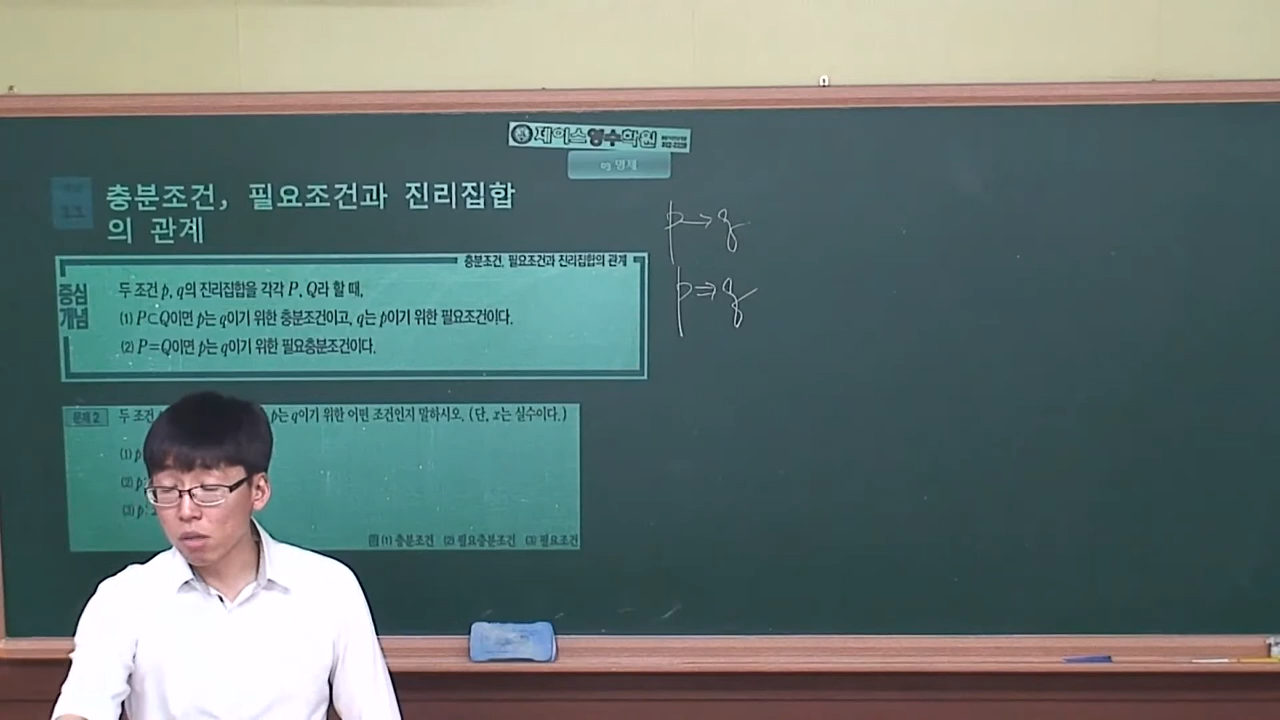 제이스영수학원
09 명제
충분조건, 필요조건과 진리집합
의 관계
p→q
p⇒q
충분조건, 필요조건과 진리집합의 관계
중심
개념
두 조건 p, q의 진리집합을 각각 P, Q라 할 때,
(1) P⊂Q이면 p는 q이기 위한 충분조건이고, q는 p이기 위한 필요조건이다.
(2) P=Q이면 p는 q이기 위한 필요충분조건이다.
문제 2 두 조건 p는 q이기 위한 어떤 조건인지 말하시오. (단, x는 실수이다.)
(1) p
(2) p:
(3) p:
답 (1) 충분조건 (2) 필요충분조건 (3) 필요조건